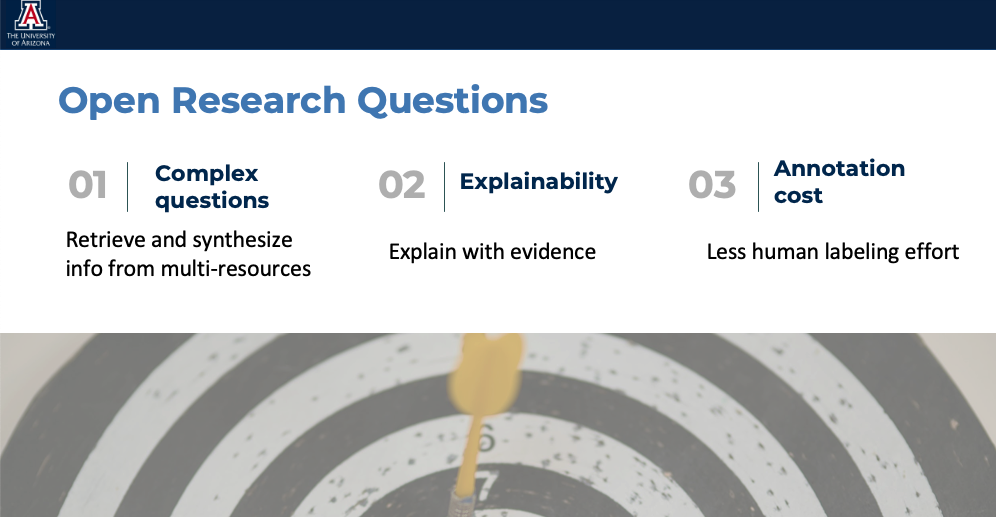 THE UNIVERSITY
OF ARIZONA
Open Research Questions
01
Complex
questions
Retrieve and synthesize
info from multi-resources
02
Explainability
Explain with evidence
03
Annotation
cost
Less human labeling effort
6
7